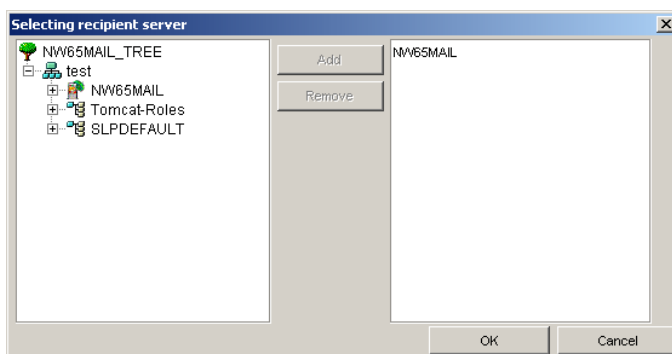 Selecting recipient server
NW65MAIL_TREE
test
NW65MAIL
Tomcat-Roles
SLPDEFAULT
Add
Remove
NW65MAIL
OK
Cancel